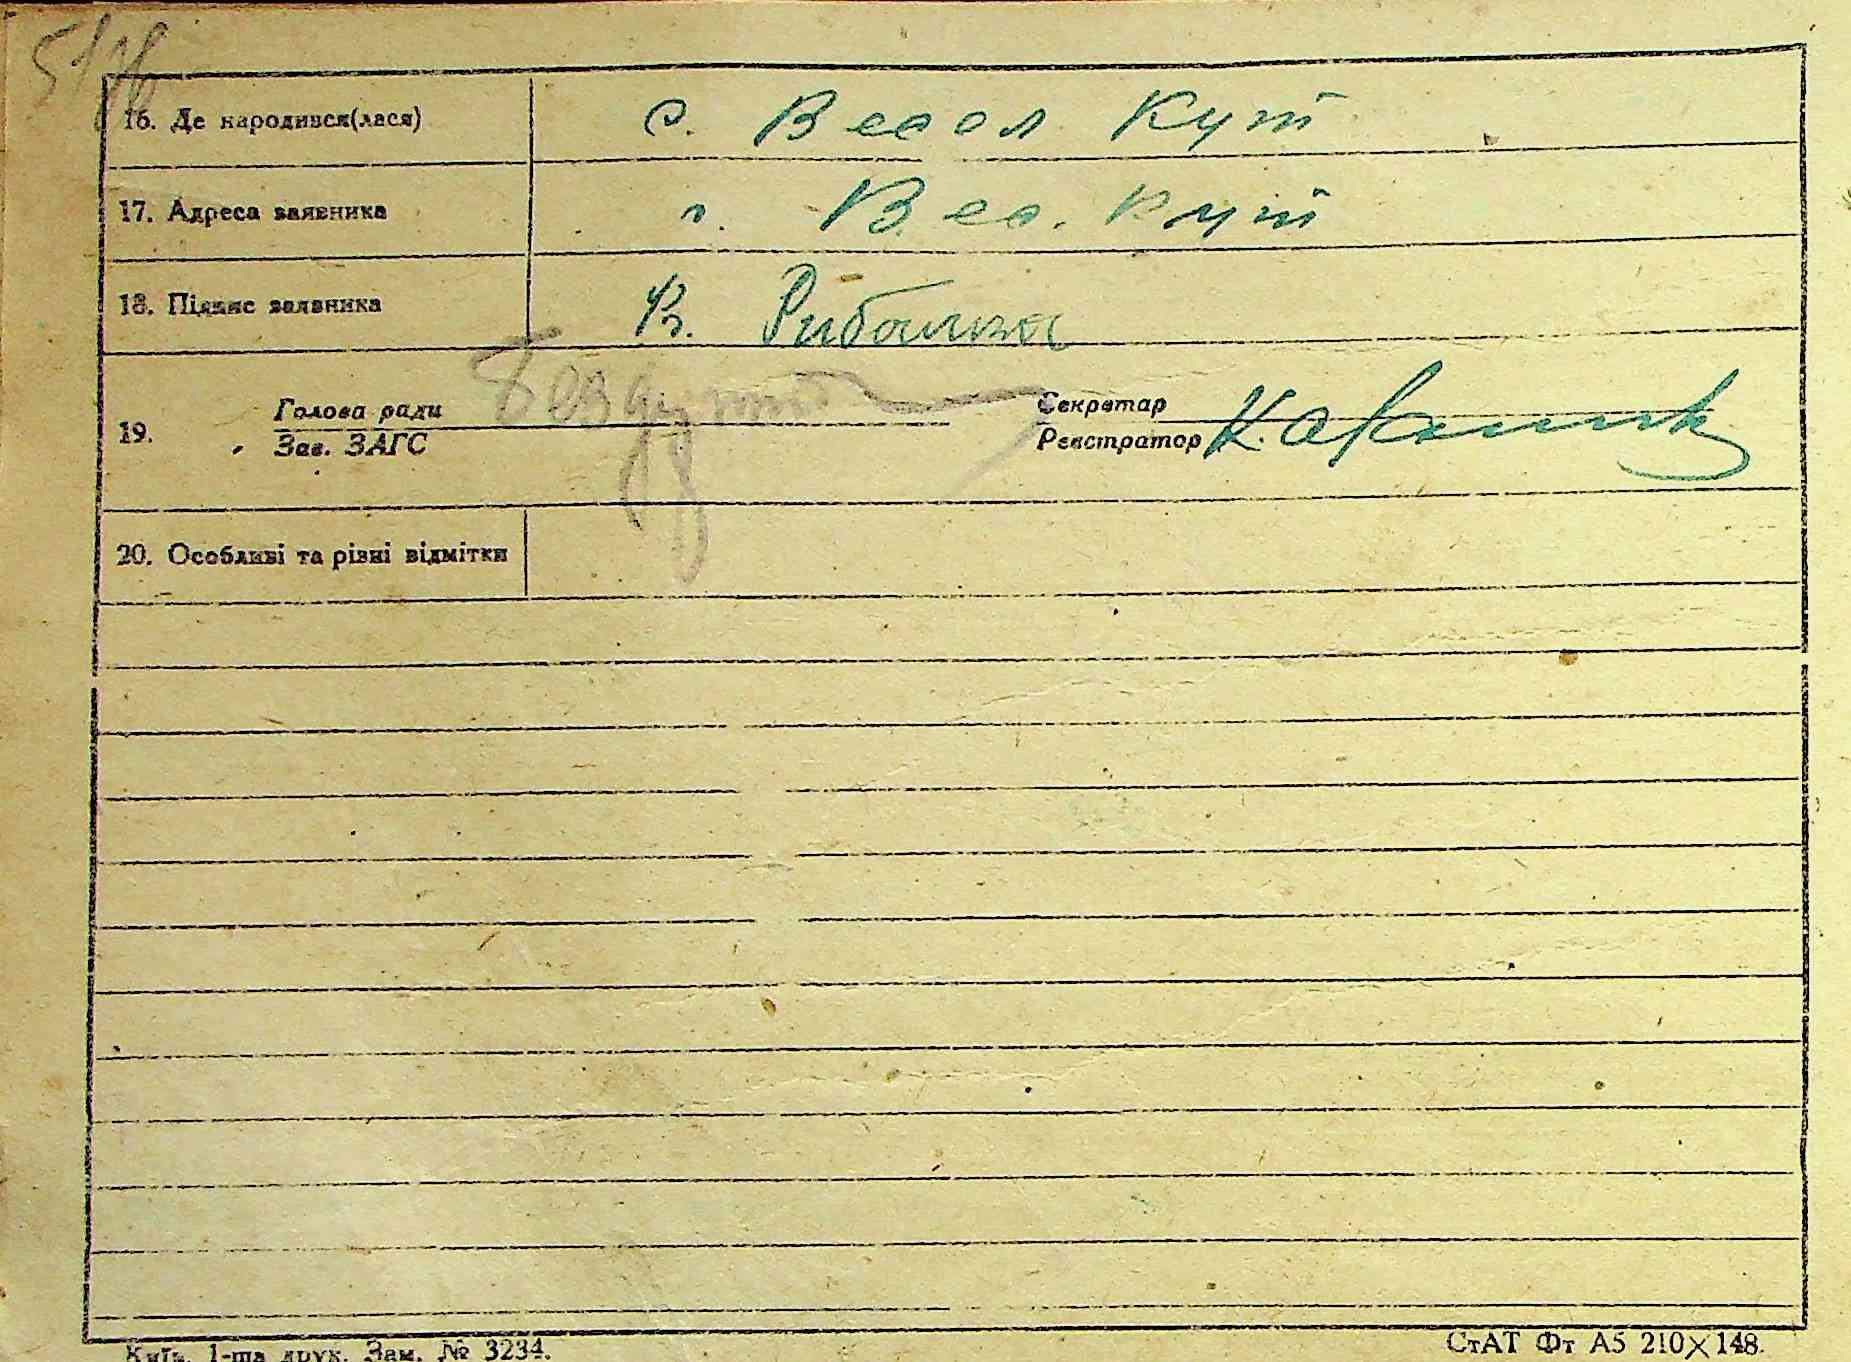 16. Де народився(лася) с. Весел Кут
17. Адреса заявника с. Вес. Кут
18. Підпис заявника В. Рибалка
19. Голова ради Секретар
Зав. ЗАГС Реєстратор
20. Особливі та різні відмітки
Київ. 1-ша друк. Зам. № 3234. СтАТ Фт А5 210×148.